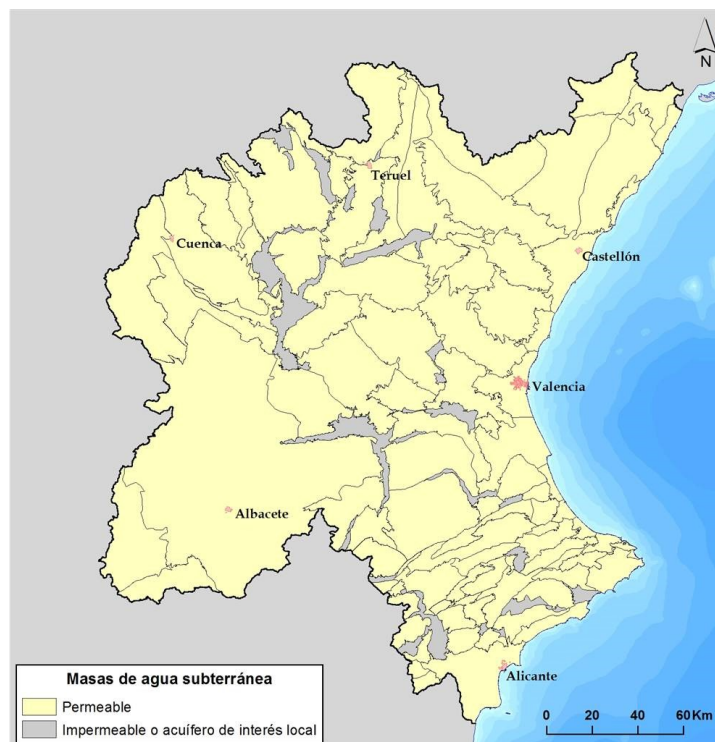 N
Teruel
Cuenca
Castellón
Valencia
Albacete
Alicante
Masas de agua subterránea
Permeable
Impermeable o acuífero de interés local
0 10 20 40 60 Km